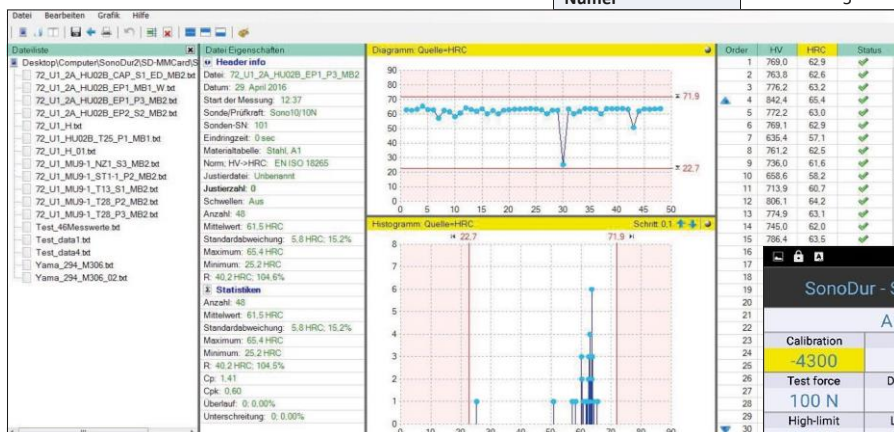 Numer
Datei Bearbeiten Grafik Hilfe
Dateiliste
Desktop\Computer\SonoDur2\SD-MMCard\S
72_U1_2A_HU02B_CAP_S1_ED_MB2.txt
72_U1_2A_HU02B_EP1_MB1_W.txt
72_U1_2A_HU02B_EP1_P3_MB2.txt
72_U1_2A_HU02B_EP2_S2_MB2.txt
72_U1_H.txt
72_U1_HU02B_T25_P1_MB1.txt
72_U1_H_01.txt
72_U1_MU9-1_NZ1_S3_MB2.txt
72_U1_MU9-1_ST1-1_P2_MB2.txt
72_U1_MU9-1_T13_S1_MB2.txt
72_U1_MU9-1_T28_P2_MB2.txt
72_U1_MU9-1_T28_P3_MB2.txt
Test_46Messwerte.txt
Test_data1.txt
Test_data4.txt
Yama_294_M306.txt
Yama_294_M306_02.txt
Datei Eigenschaften
Header info
Datei: 72_U1_2A_HU02B_EP1_P3_MB2
Datum: 29. April 2016
Start der Messung: 12:37
Sonde/Prüfkraft: Sono10/10N
Sonden-SN: 101
Eindringzeit: 0 sec
Materialtabelle: Stahl, A1
Norm; HV->HRC: EN ISO 18265
Justierdatei: Unbenannt
Justierzahl: 0
Schwellen: Aus
Anzahl: 48
Mittelwert: 61,5 HRC
Standardabweichung: 5,8 HRC; 15,2%
Maximum: 65,4 HRC
Minimum: 25,2 HRC
R: 40,2 HRC; 104,6%
Statistiken
Anzahl: 48
Mittelwert: 61,5 HRC
Standardabweichung: 5,8 HRC; 15,2%
Maximum: 65,4 HRC
Minimum: 25,2 HRC
R: 40,2 HRC; 104,5%
Cp: 1,41
Cpk: 0,60
Überlauf: 0; 0,00%
Unterschreitung: 0; 0,00%
Diagramm: Quelle=HRC
90
80
70
60
50
40
30
20
10
0
71.9
22.7
0 5 10 15 20 25 30 35 40 45 50
Histogramm: Quelle=HRC Schritt 0,1
22.7 71.9
8
7
6
5
4
3
2
1
0
0 10 20 30 40 50 60 70 80 90
Order HV HRC Status
1 769,0 62,9
2 763,8 62,6
3 776,2 63,2
4 842,4 65,4
5 772,2 63,0
6 769,1 62,9
7 635,4 57,1
8 761,2 62,5
9 736,0 61,6
10 658,6 58,2
11 713,9 60,7
12 806,1 64,2
13 774,9 63,1
14 745,0 62,0
15 786,4 63,5
16
17
18
19
20
21
22
23
24
25
26
27
28
29
30
SonoDur - S
A
Calibration
-4300
Test force D
100 N
High-limit L